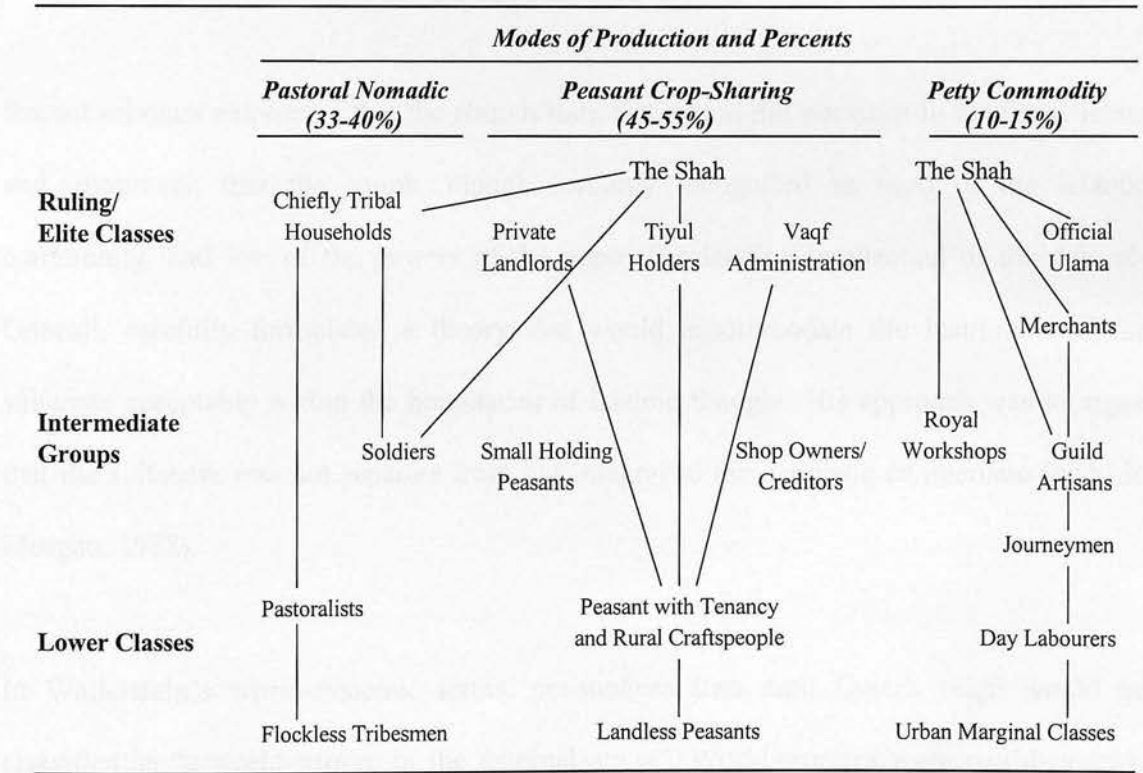 Modes of Production and Percents
Pastoral Nomadic
(33-40%)
Peasant Crop-Sharing
(45-55%)
Petty Commodity
(10-15%)
Ruling/
Elite Classes
Chiefly Tribal
Households
The Shah
Private
Landlords
Tiyul
Holders
Vaqf
Administration
The Shah
Official
Ulama
Merchants
Intermediate
Groups
Soldiers
Small Holding
Peasants
Shop Owners/
Creditors
Royal
Workshops
Guild
Artisans
Journeymen
Lower Classes
Pastoralists
Peasant with Tenancy
and Rural Craftspeople
Day Labourers
Flockless Tribesmen
Landless Peasants
Urban Marginal Classes